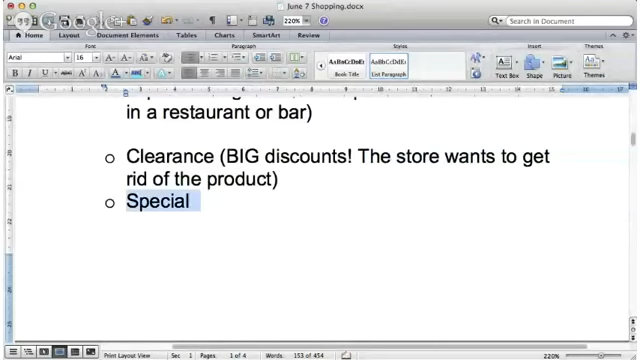 June 7 Shopping.docx
Google+
220%
Search in Document
Home Layout Document Elements Tables Charts SmartArt Review
Font Paragraph Styles Insert Themes
Arial 16
AaBbCcDdEe AaBbCcDdEe
Book Title List Paragraph Text Box Shape Picture Themes
in a restaurant or bar)
o Clearance (BIG discounts! The store wants to get
rid of the product)
o Special
Print Layout View Sec 1 Pages: 1 of 4 Words: 153 of 454 220%